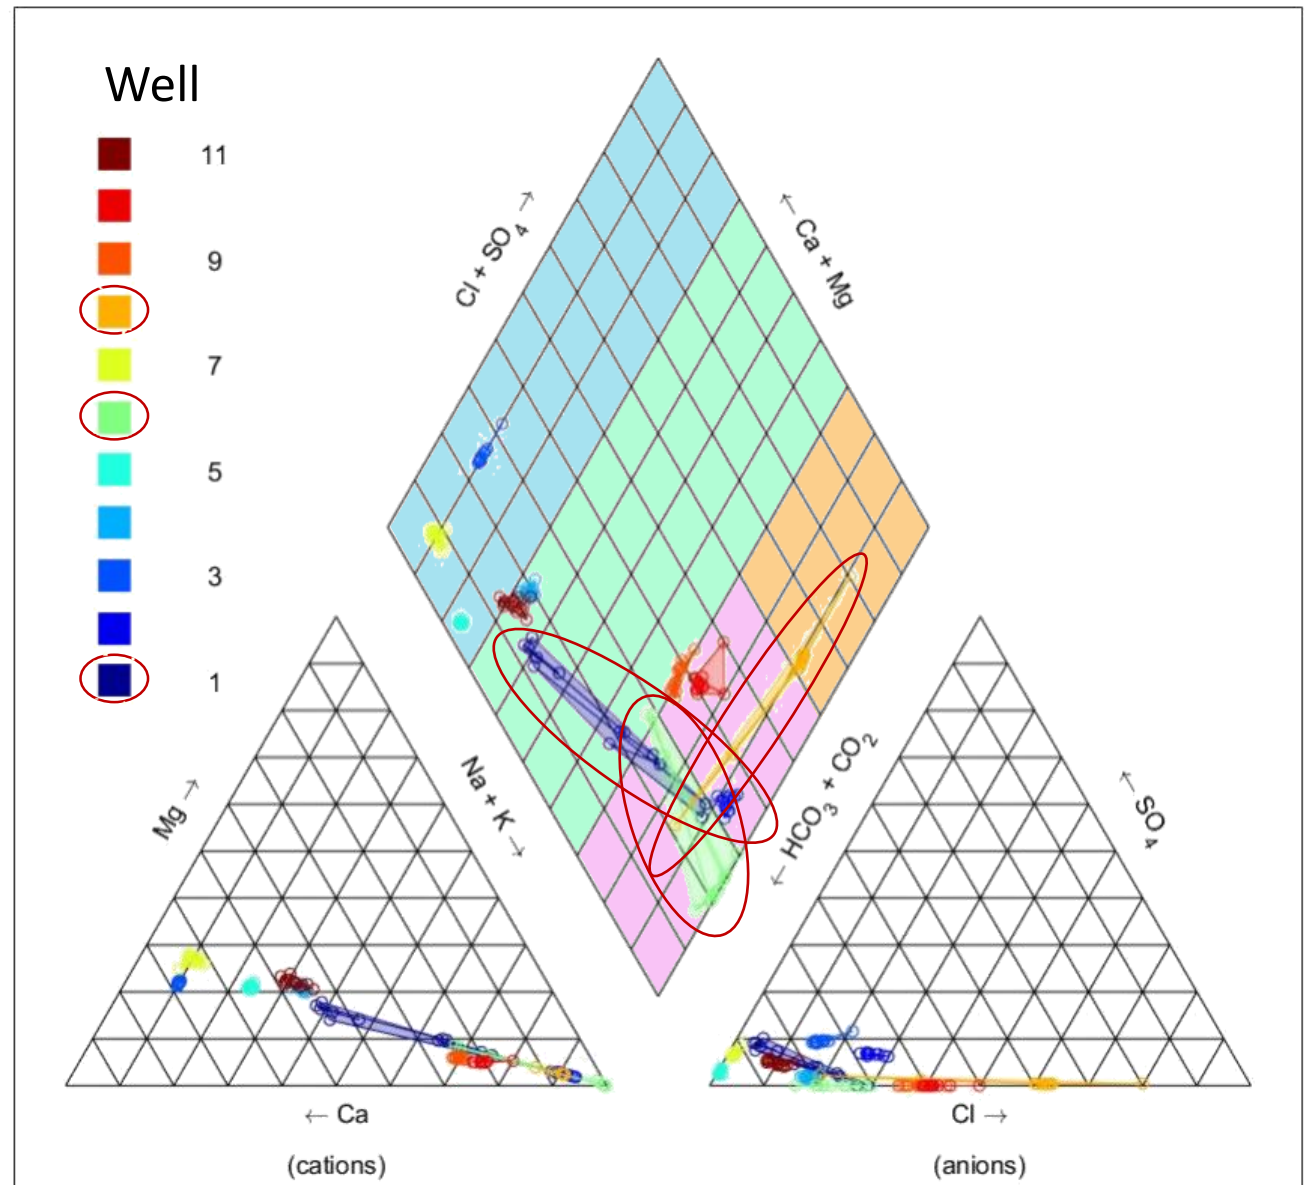 Well
11
9
7
5
3
1
Cl + SO₄ →
← Ca + Mg
Mg →
Na + K →
← HCO₃ + CO₂
← SO₄
← Ca
Cl →
(cations)
(anions)